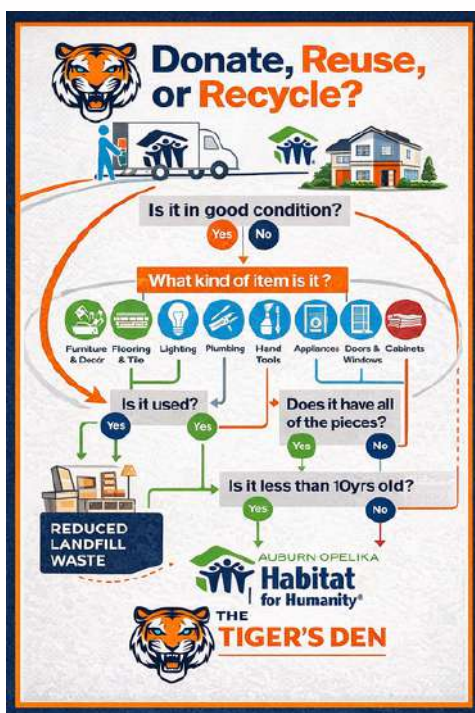 Donate, Reuse,
or Recycle?
Is it in good condition?
Yes
No
What kind of item is it?
Furniture
& Decór
Flooring
& Tile
Lighting
Plumbing
Hand
Tools
Appliances
Doors &
Windows
Cabinets
Is it used?
Yes
Yes
Does it have all
of the pieces?
Yes
No
Is it less than 10yrs old?
Yes
No
REDUCED
LANDFILL
WASTE
AUBURN OPELIKA
Habitat
for Humanity®
THE
TIGER'S DEN